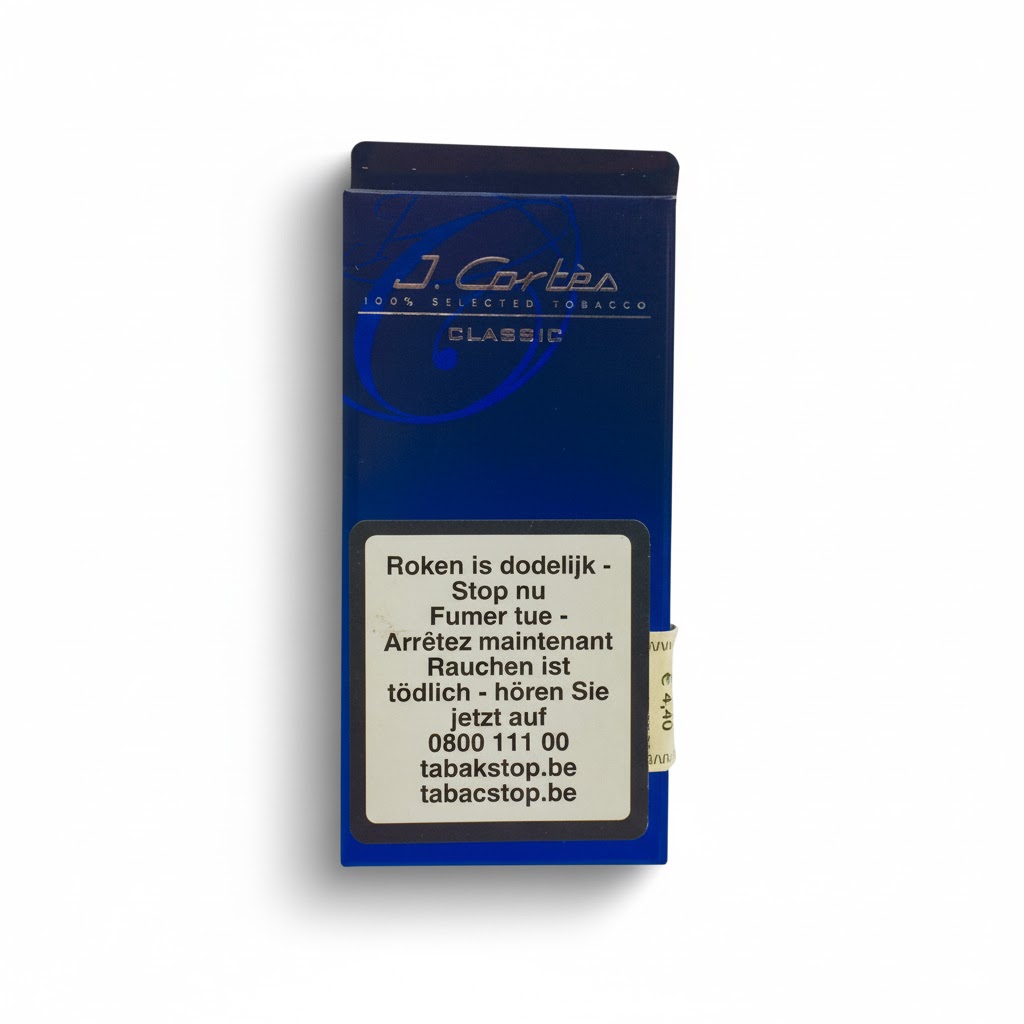 J. Cortès
100% SELECTED TOBACCO
CLASSIC
Roken is dodelijk -
Stop nu
Fumer tue -
Arrêtez maintenant
Rauchen ist
tödlich - hören Sie
jetzt auf
0800 111 00
tabakstop.be
tabacstop.be
€ 4,40